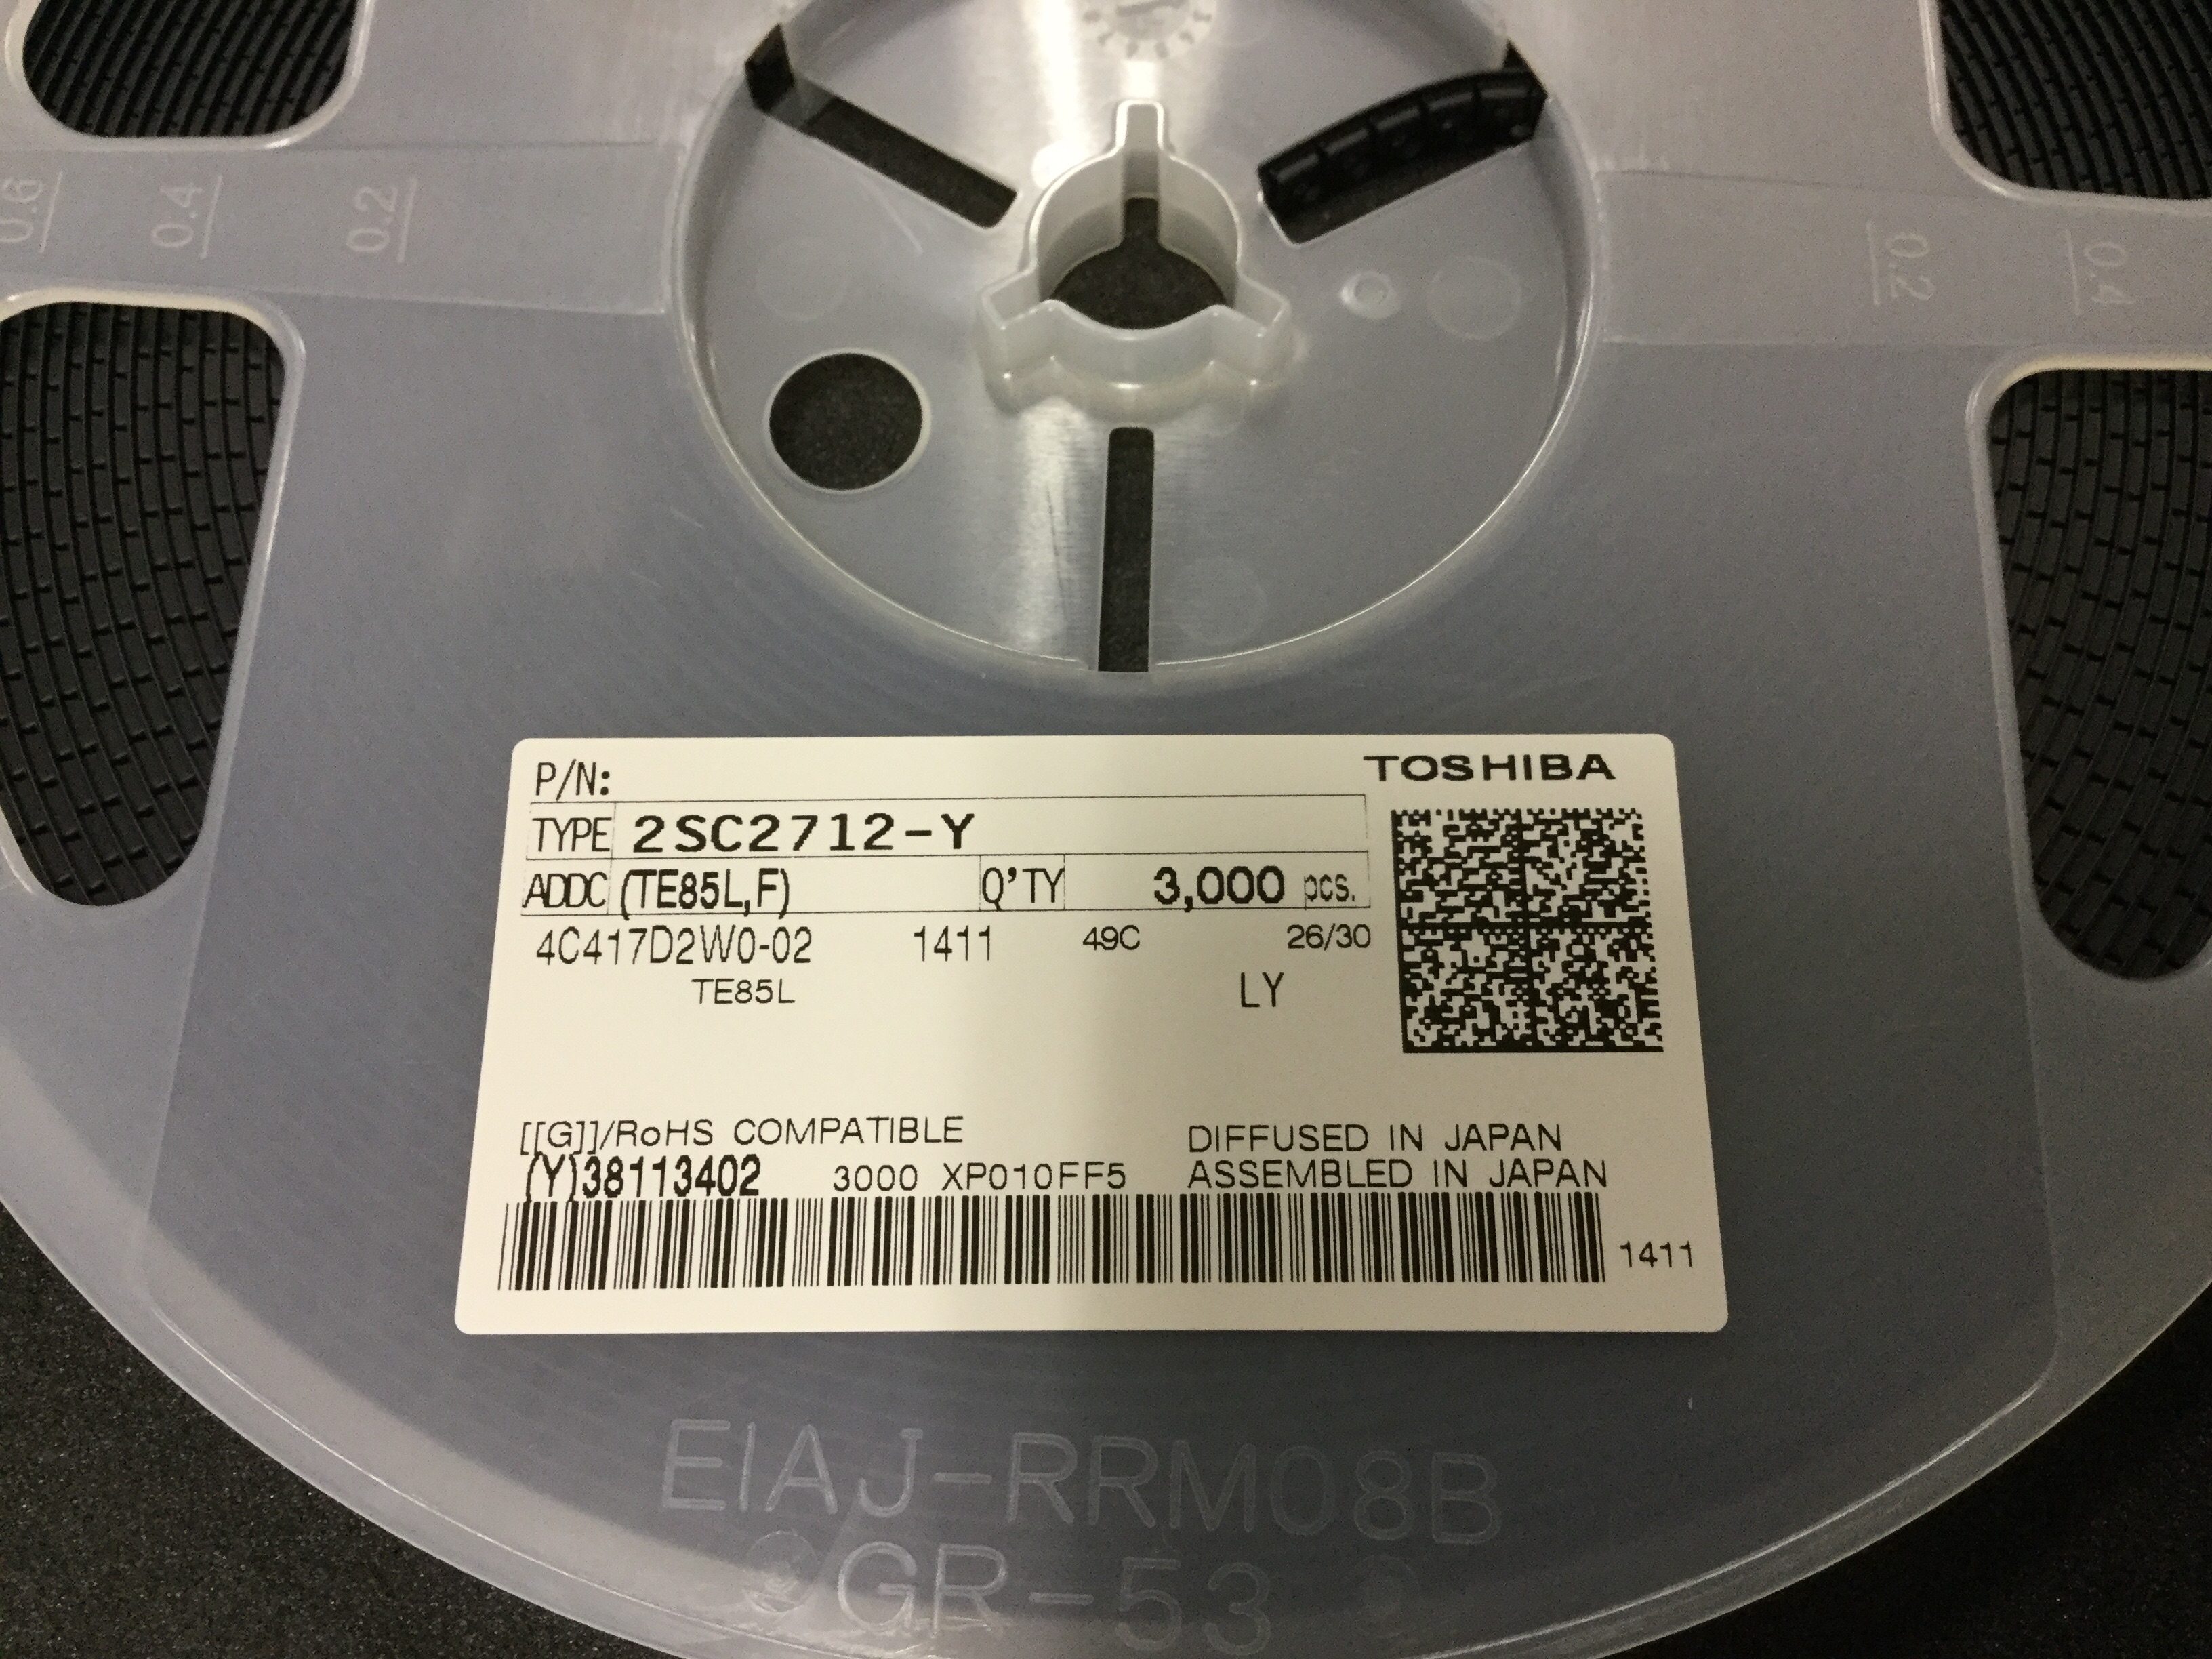 0.6 0.4 0.2
0.2 0.4
P/N: TOSHIBA
TYPE 2SC2712-Y
ADDC (TE85L,F) Q'TY 3,000 pcs.
4C417D2W0-02 1411 49C 26/30
TE85L LY
[[G]]/RoHS COMPATIBLE DIFFUSED IN JAPAN
(Y)38113402 3000 XP010FF5 ASSEMBLED IN JAPAN
1411
EIAJ-RRM08B
GR-53